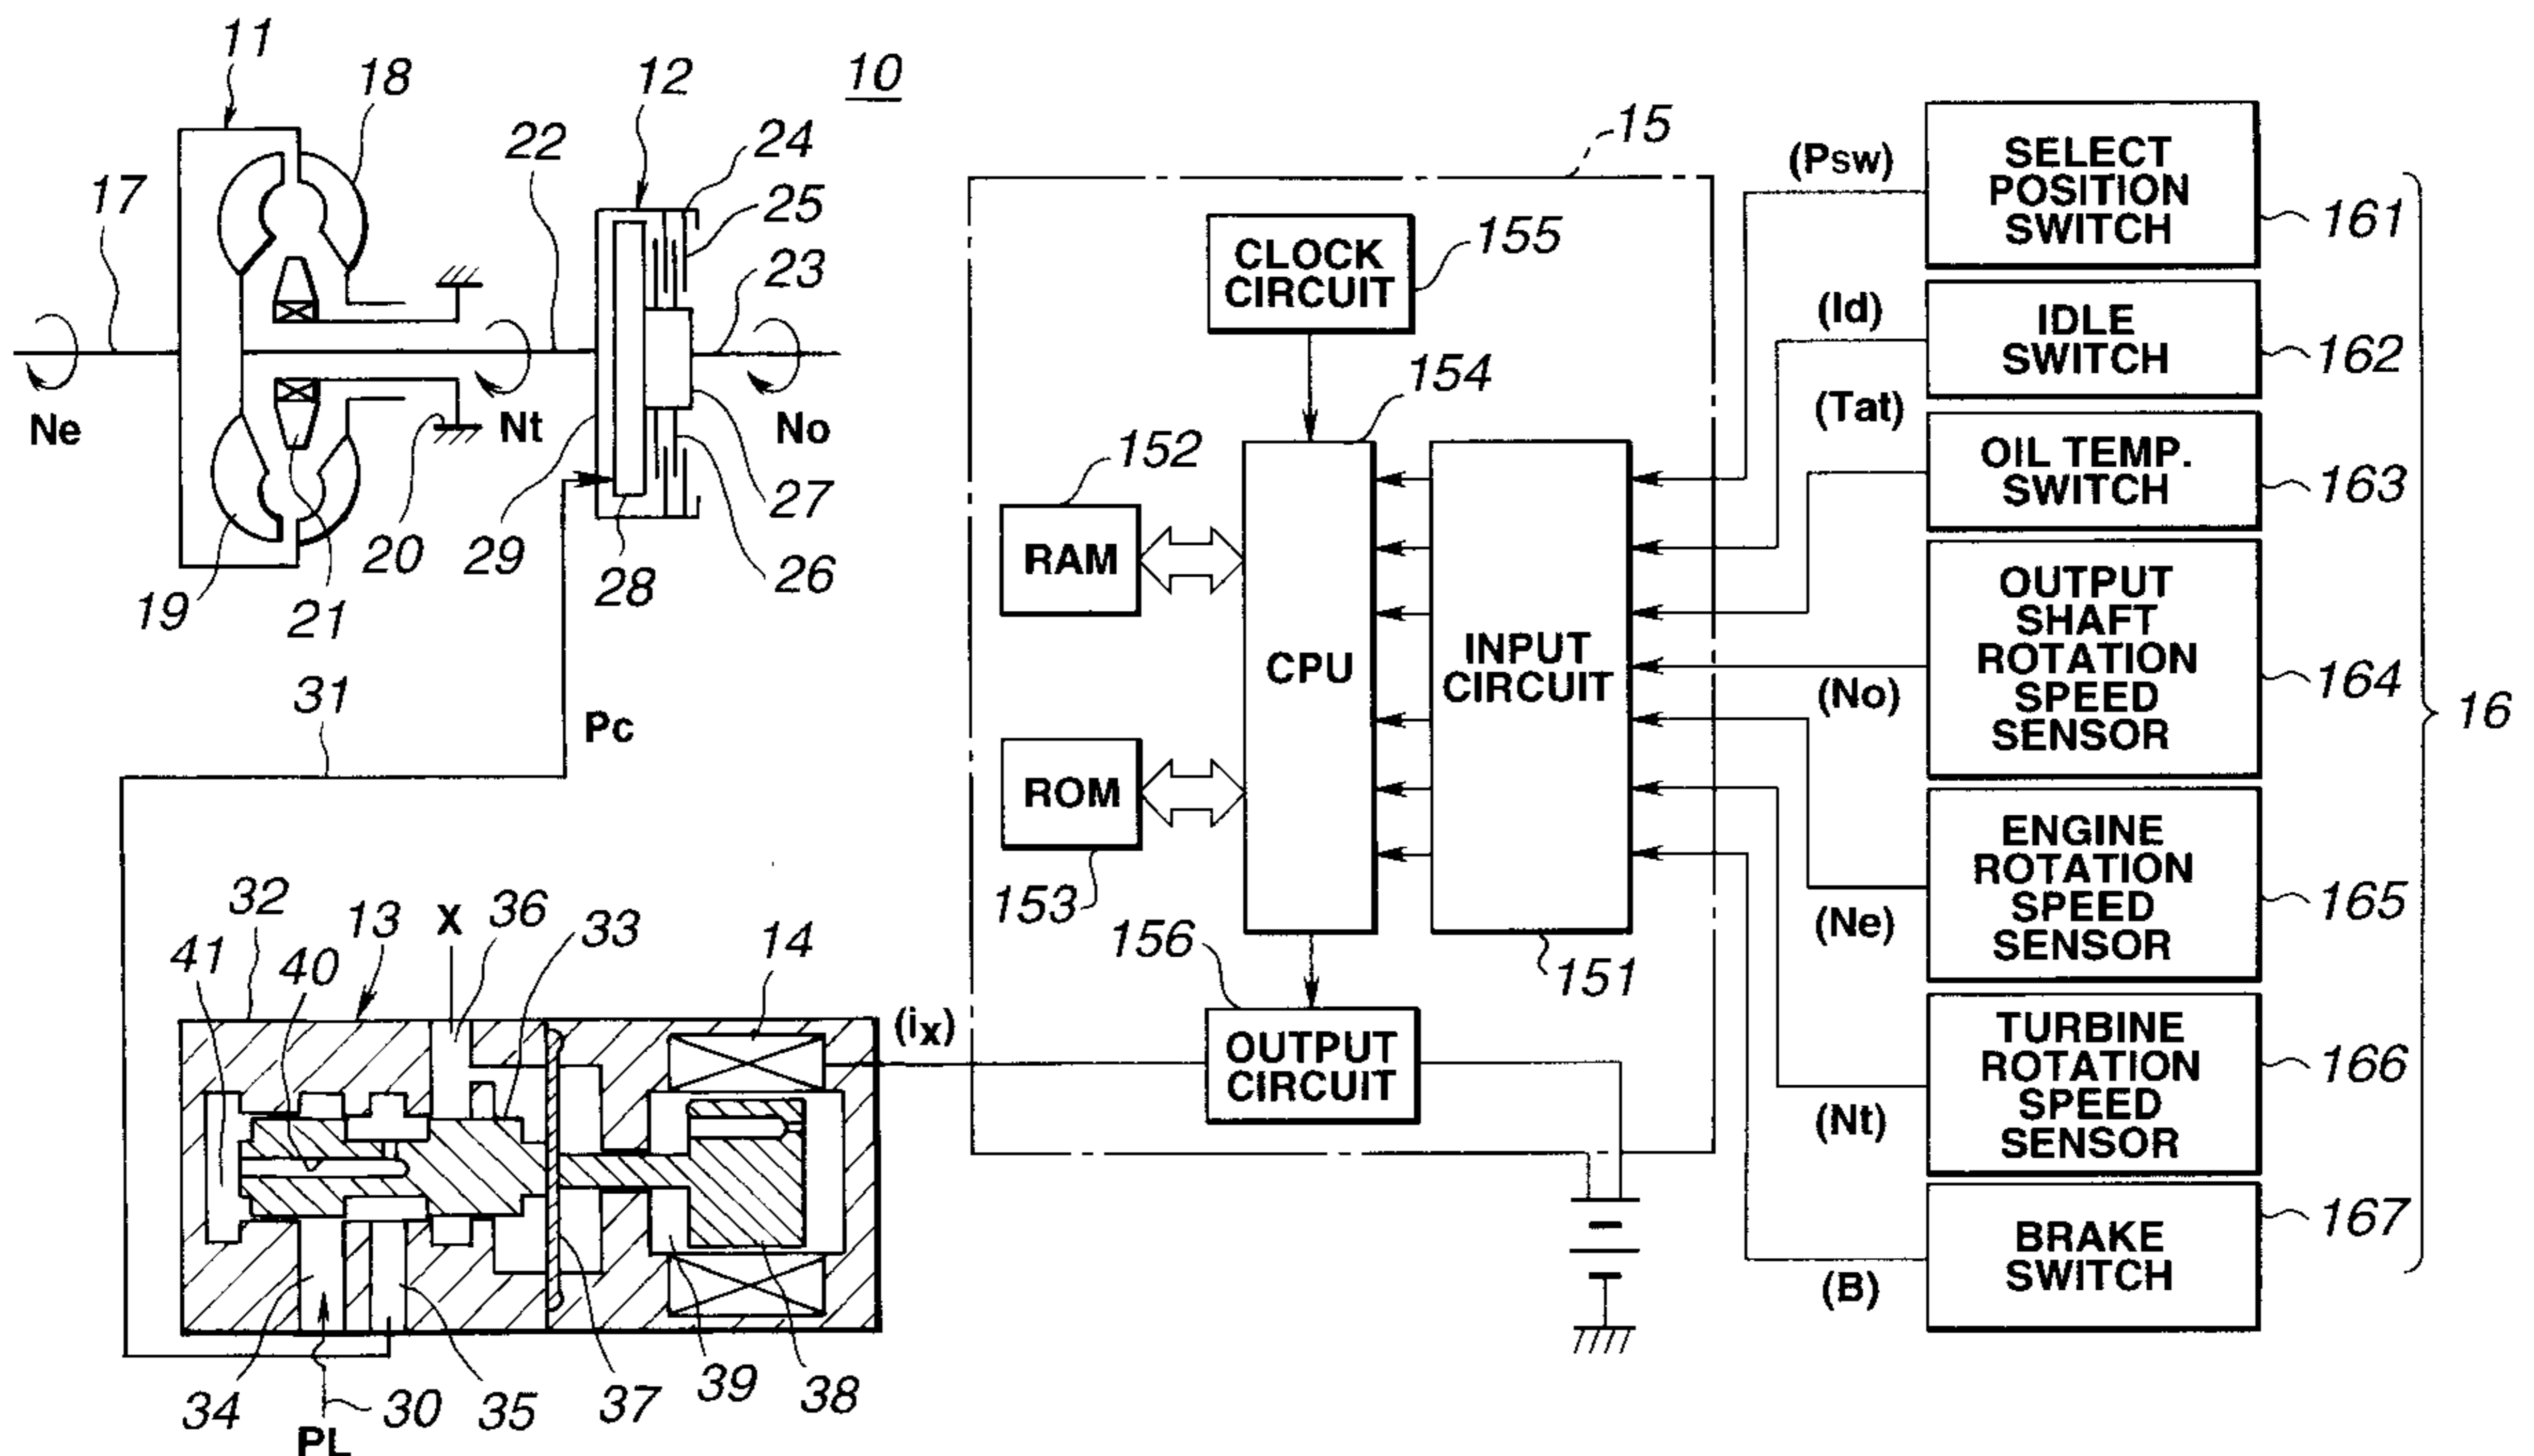 11
18
12
10
15
(Psw)
SELECT
POSITION
SWITCH
161
17
22
24
25
23
CLOCK
CIRCUIT
155
(Id)
IDLE
SWITCH
162
Ne
Nt
No
154
(Tat)
OIL TEMP.
SWITCH
163
152
RAM
19
21
20
29
28
27
26
CPU
INPUT
CIRCUIT
OUTPUT
SHAFT
ROTATION
SPEED
SENSOR
164
(No)
16
31
Pc
ROM
153
ENGINE
ROTATION
SPEED
SENSOR
165
(Ne)
32
13
X
36
33
14
41
40
156
151
(ix)
OUTPUT
CIRCUIT
TURBINE
ROTATION
SPEED
SENSOR
166
(Nt)
BRAKE
SWITCH
167
(B)
34
30
35
37
39
38
PL